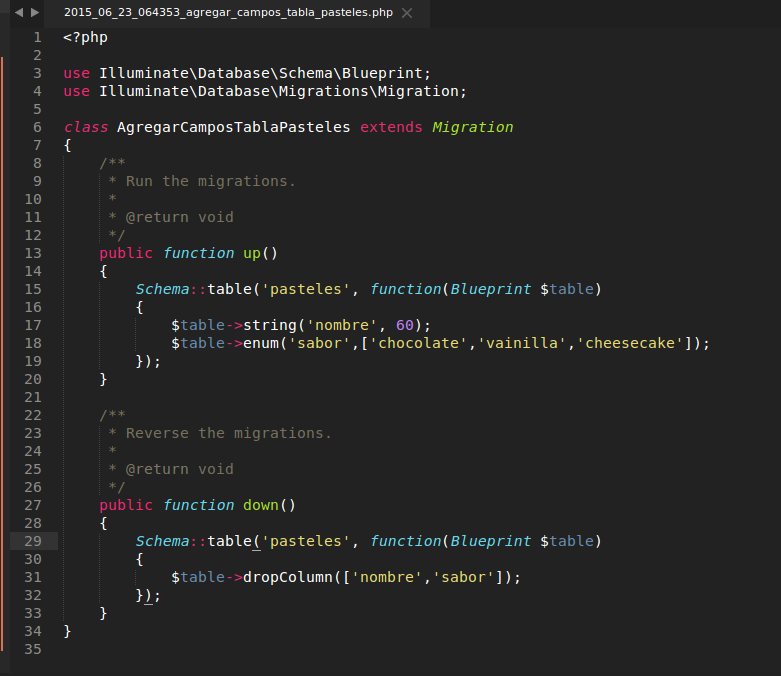 2015_06_23_064353_agregar_campos_tabla_pasteles.php
1 <?php
2
3 use Illuminate\Database\Schema\Blueprint;
4 use Illuminate\Database\Migrations\Migration;
5
6 class AgregarCamposTablaPasteles extends Migration
7 {
8     /**
9      * Run the migrations.
10      *
11      * @return void
12      */
13     public function up()
14     {
15         Schema::table('pasteles', function(Blueprint $table)
16         {
17             $table->string('nombre', 60);
18             $table->enum('sabor',['chocolate','vainilla','cheesecake']);
19         });
20     }
21
22     /**
23      * Reverse the migrations.
24      *
25      * @return void
26      */
27     public function down()
28     {
29         Schema::table('pasteles', function(Blueprint $table)
30         {
31             $table->dropColumn(['nombre','sabor']);
32         });
33     }
34 }
35